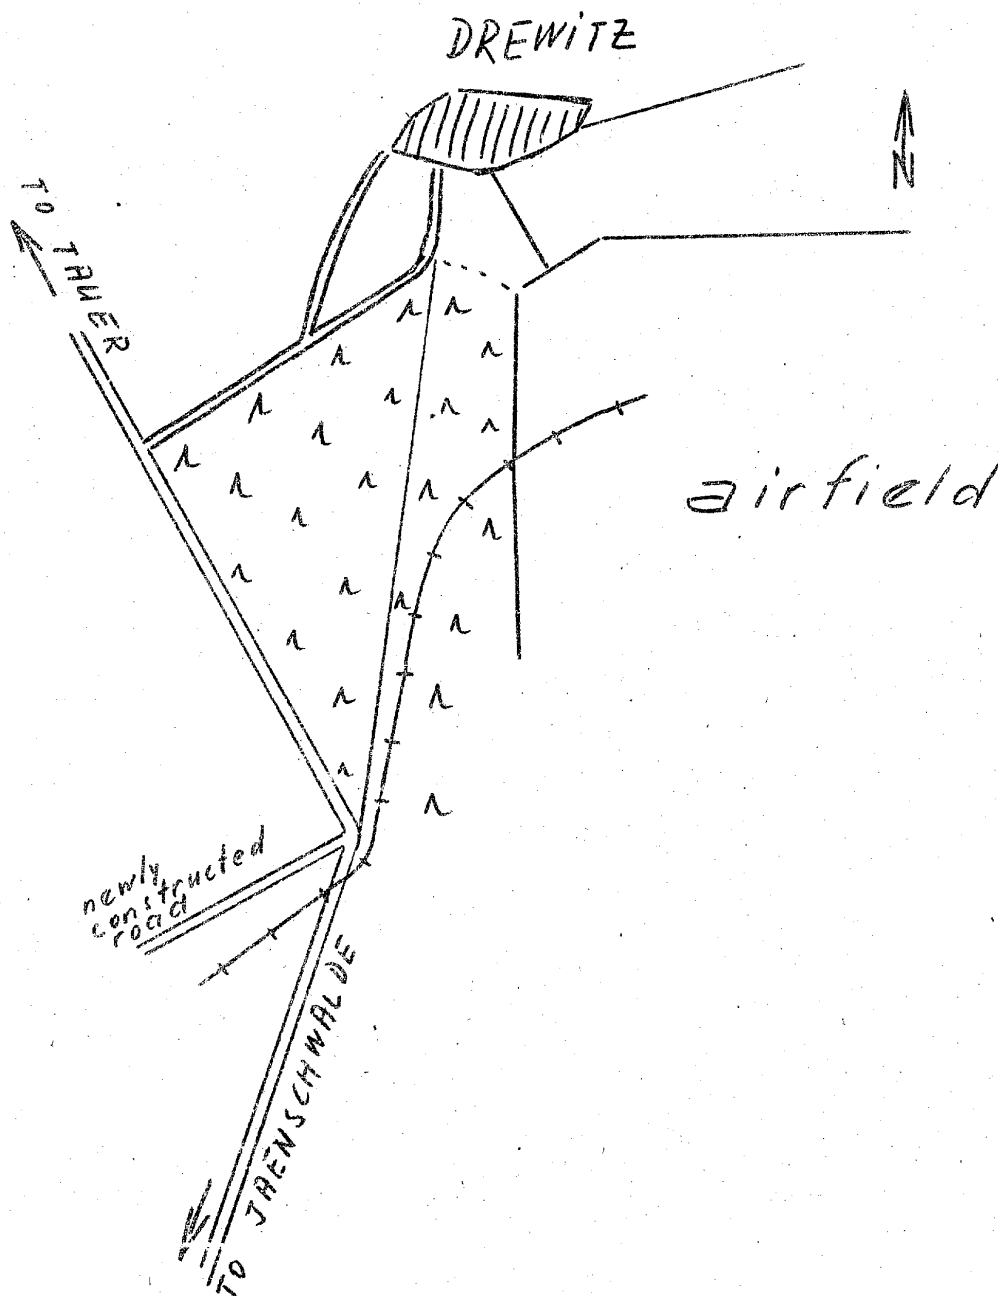 DREWITZ
N
TO TAUER
airfield
newly
constructed
road
TO JAENSCHWALDE